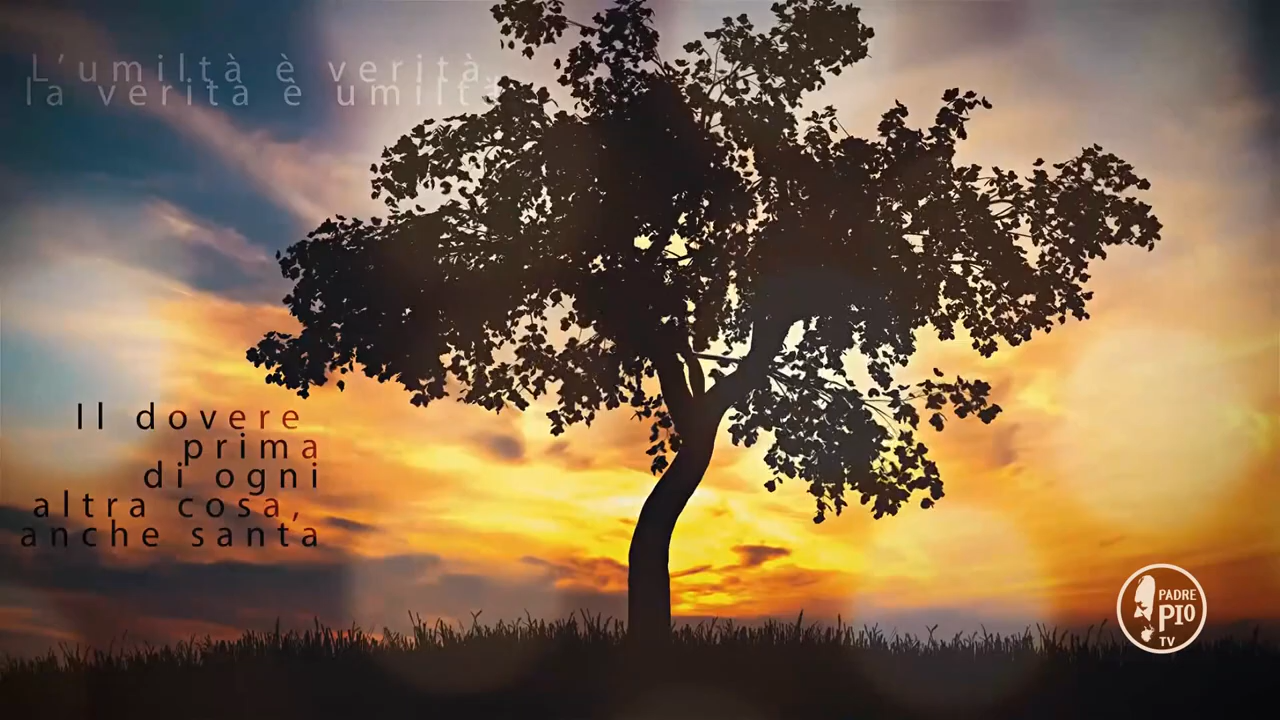 L'umiltà è verità,
la verità è umiltà
Il dovere
prima
di ogni
altra cosa,
anche santa
PADRE
PIO
TV